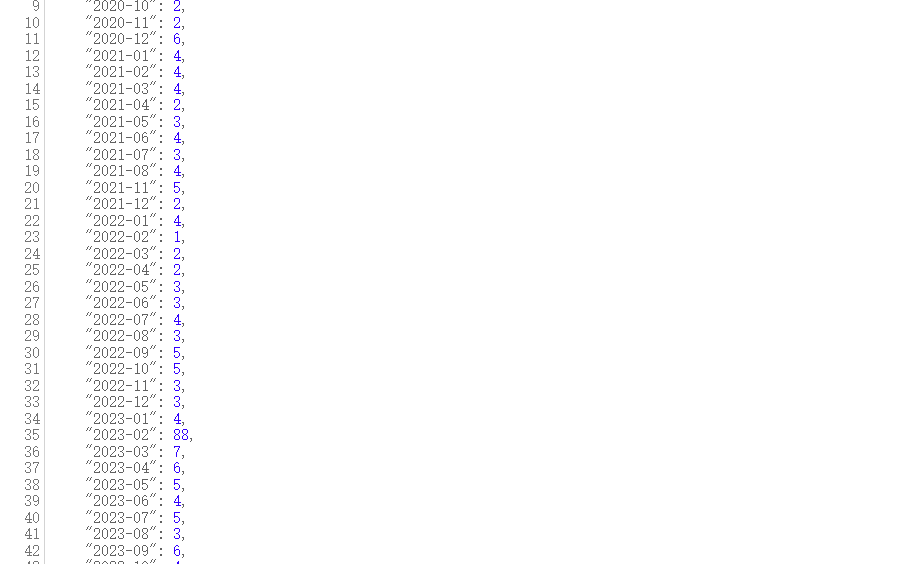 9 "2020-10": 2,
10 "2020-11": 2,
11 "2020-12": 6,
12 "2021-01": 4,
13 "2021-02": 4,
14 "2021-03": 4,
15 "2021-04": 2,
16 "2021-05": 3,
17 "2021-06": 4,
18 "2021-07": 3,
19 "2021-08": 4,
20 "2021-11": 5,
21 "2021-12": 2,
22 "2022-01": 4,
23 "2022-02": 1,
24 "2022-03": 2,
25 "2022-04": 2,
26 "2022-05": 3,
27 "2022-06": 3,
28 "2022-07": 4,
29 "2022-08": 3,
30 "2022-09": 5,
31 "2022-10": 5,
32 "2022-11": 3,
33 "2022-12": 3,
34 "2023-01": 4,
35 "2023-02": 88,
36 "2023-03": 7,
37 "2023-04": 6,
38 "2023-05": 5,
39 "2023-06": 4,
40 "2023-07": 5,
41 "2023-08": 3,
42 "2023-09": 6,